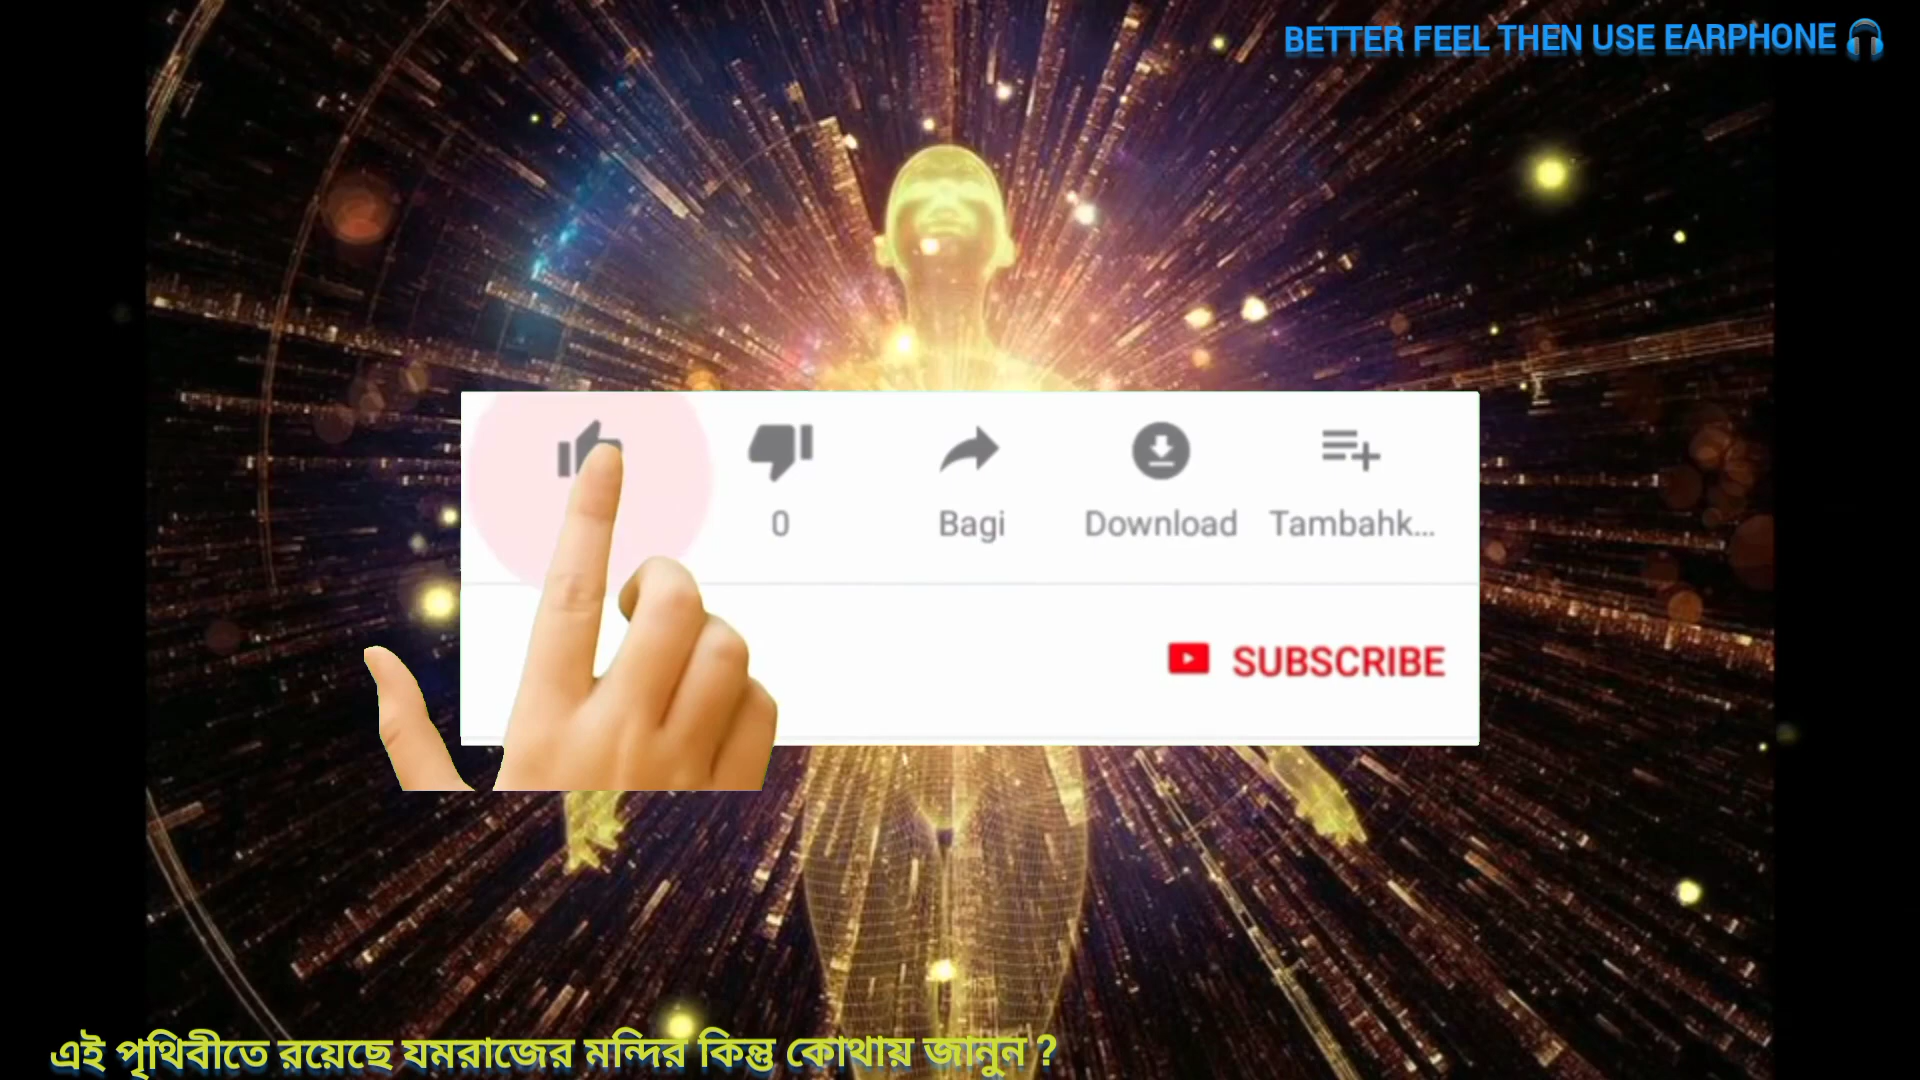 BETTER FEEL THEN USE EARPHONE
0
Bagi
Download
Tambahk...
SUBSCRIBE
এই পৃথিবীতে রয়েছে যমরাজের মন্দির কিন্তু কোথায় জানুন ?